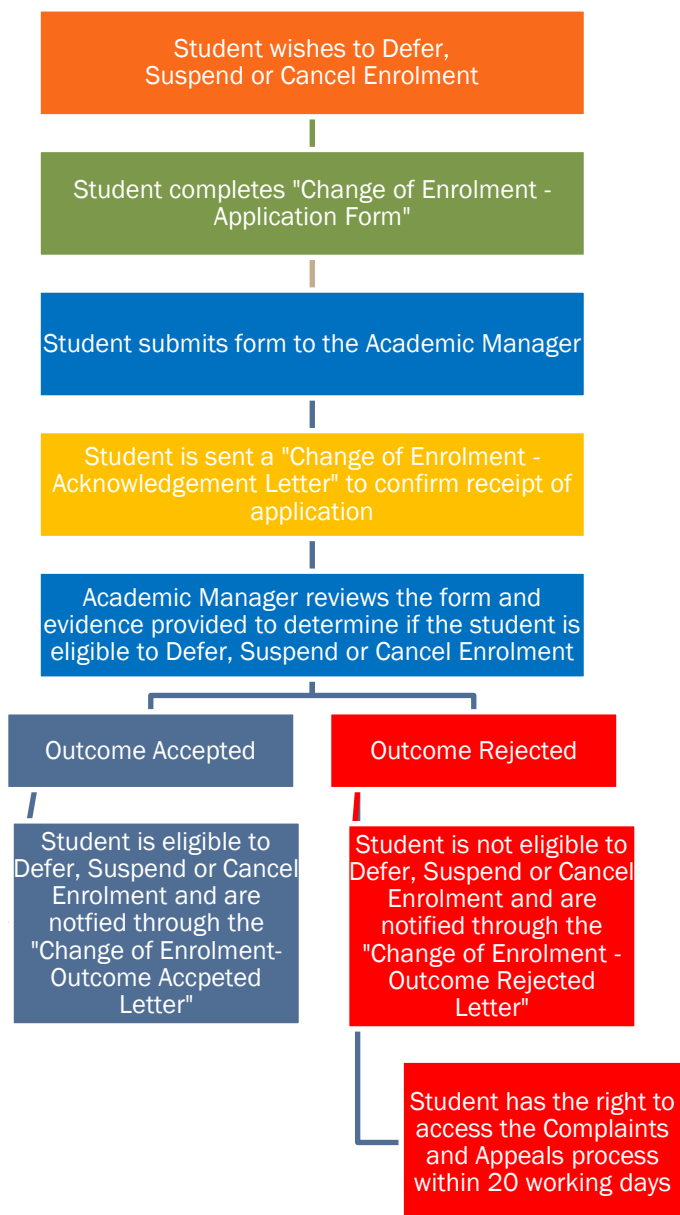 Student wishes to Defer,
Suspend or Cancel Enrolment
Student completes "Change of Enrolment -
Application Form"
Student submits form to the Academic Manager
Student is sent a "Change of Enrolment -
Acknowledgement Letter" to confirm receipt of
application
Academic Manager reviews the form and
evidence provided to determine if the student is
eligible to Defer, Suspend or Cancel Enrolment
Outcome Accepted
Student is eligible to
Defer, Suspend or Cancel
Enrolment and are
notfied through the
"Change of Enrolment-
Outcome Accpeted
Letter"
Outcome Rejected
Student is not eligible to
Defer, Suspend or Cancel
Enrolment and are
notified through the
"Change of Enrolment -
Outcome Rejected
Letter"
Student has the right to
access the Complaints
and Appeals process
within 20 working days